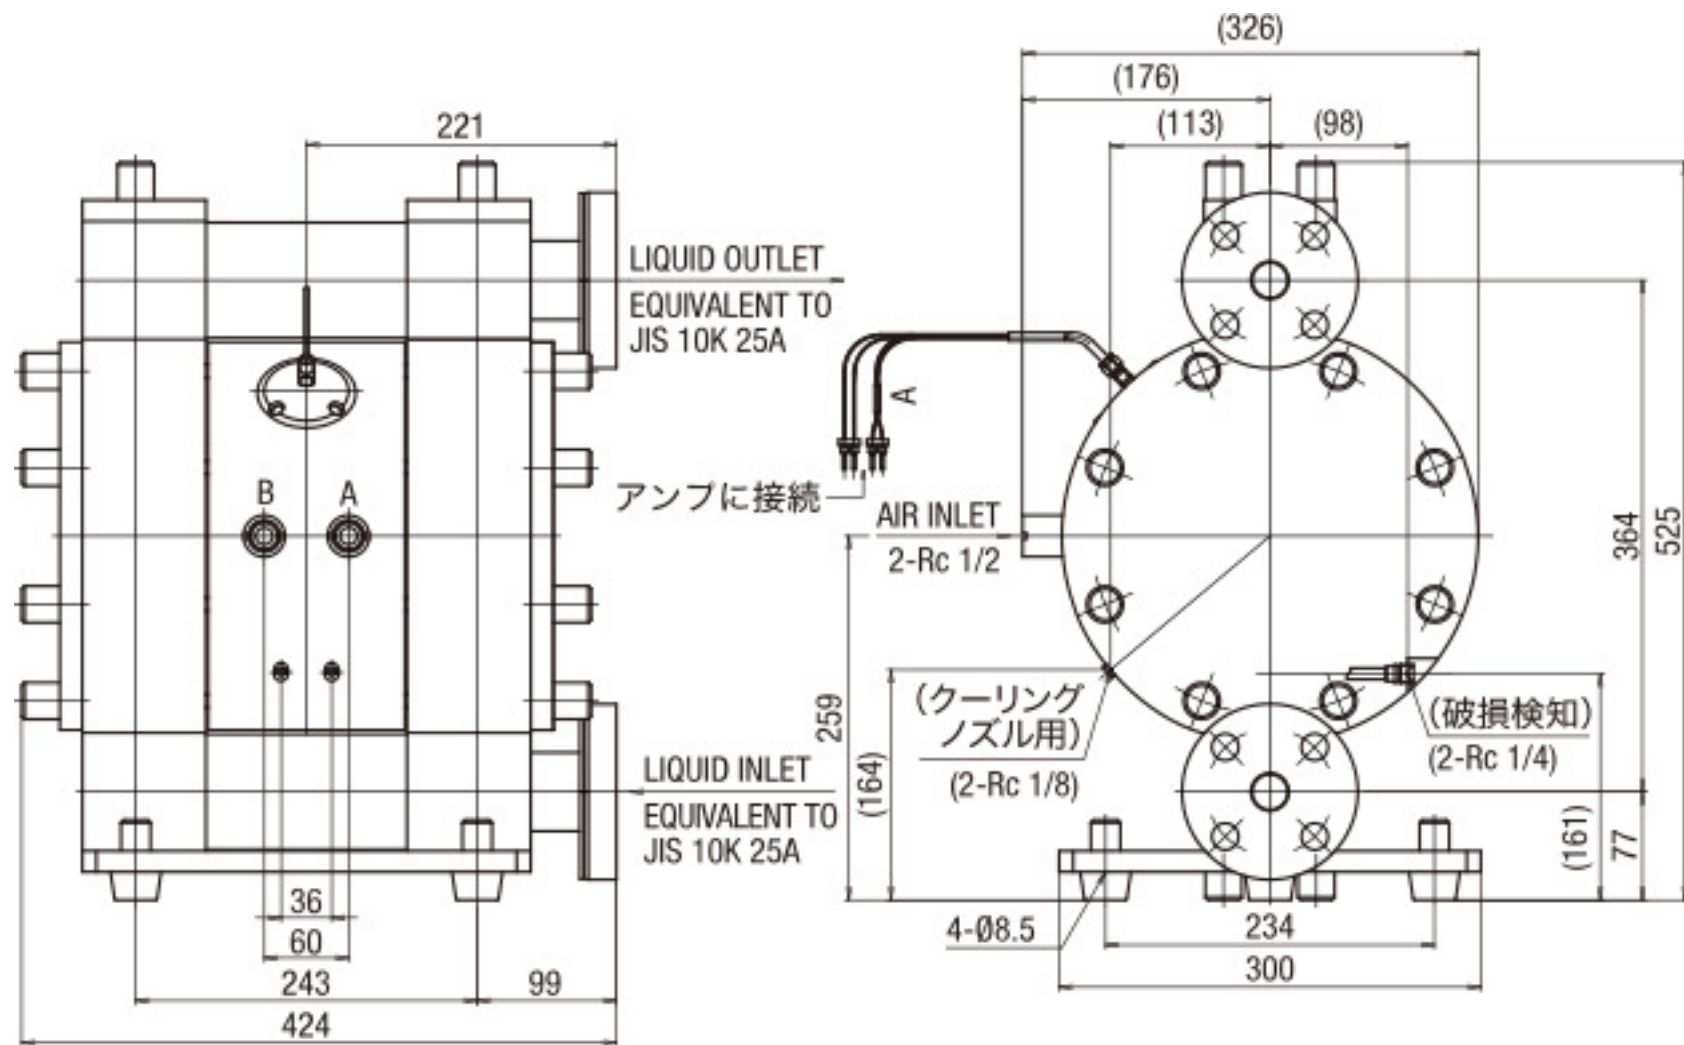 221
LIQUID OUTLET
EQUIVALENT TO
JIS 10K 25A
B
A
LIQUID INLET
EQUIVALENT TO
JIS 10K 25A
36
60
243
99
424
(326)
(176)
(113)
(98)
A
アンプに接続
AIR INLET
2-Rc 1/2
364
525
259
(164)
(クーリング
ノズル用)
(2-Rc 1/8)
(破損検知)
(2-Rc 1/4)
(161)
77
4-Ø8.5
234
300